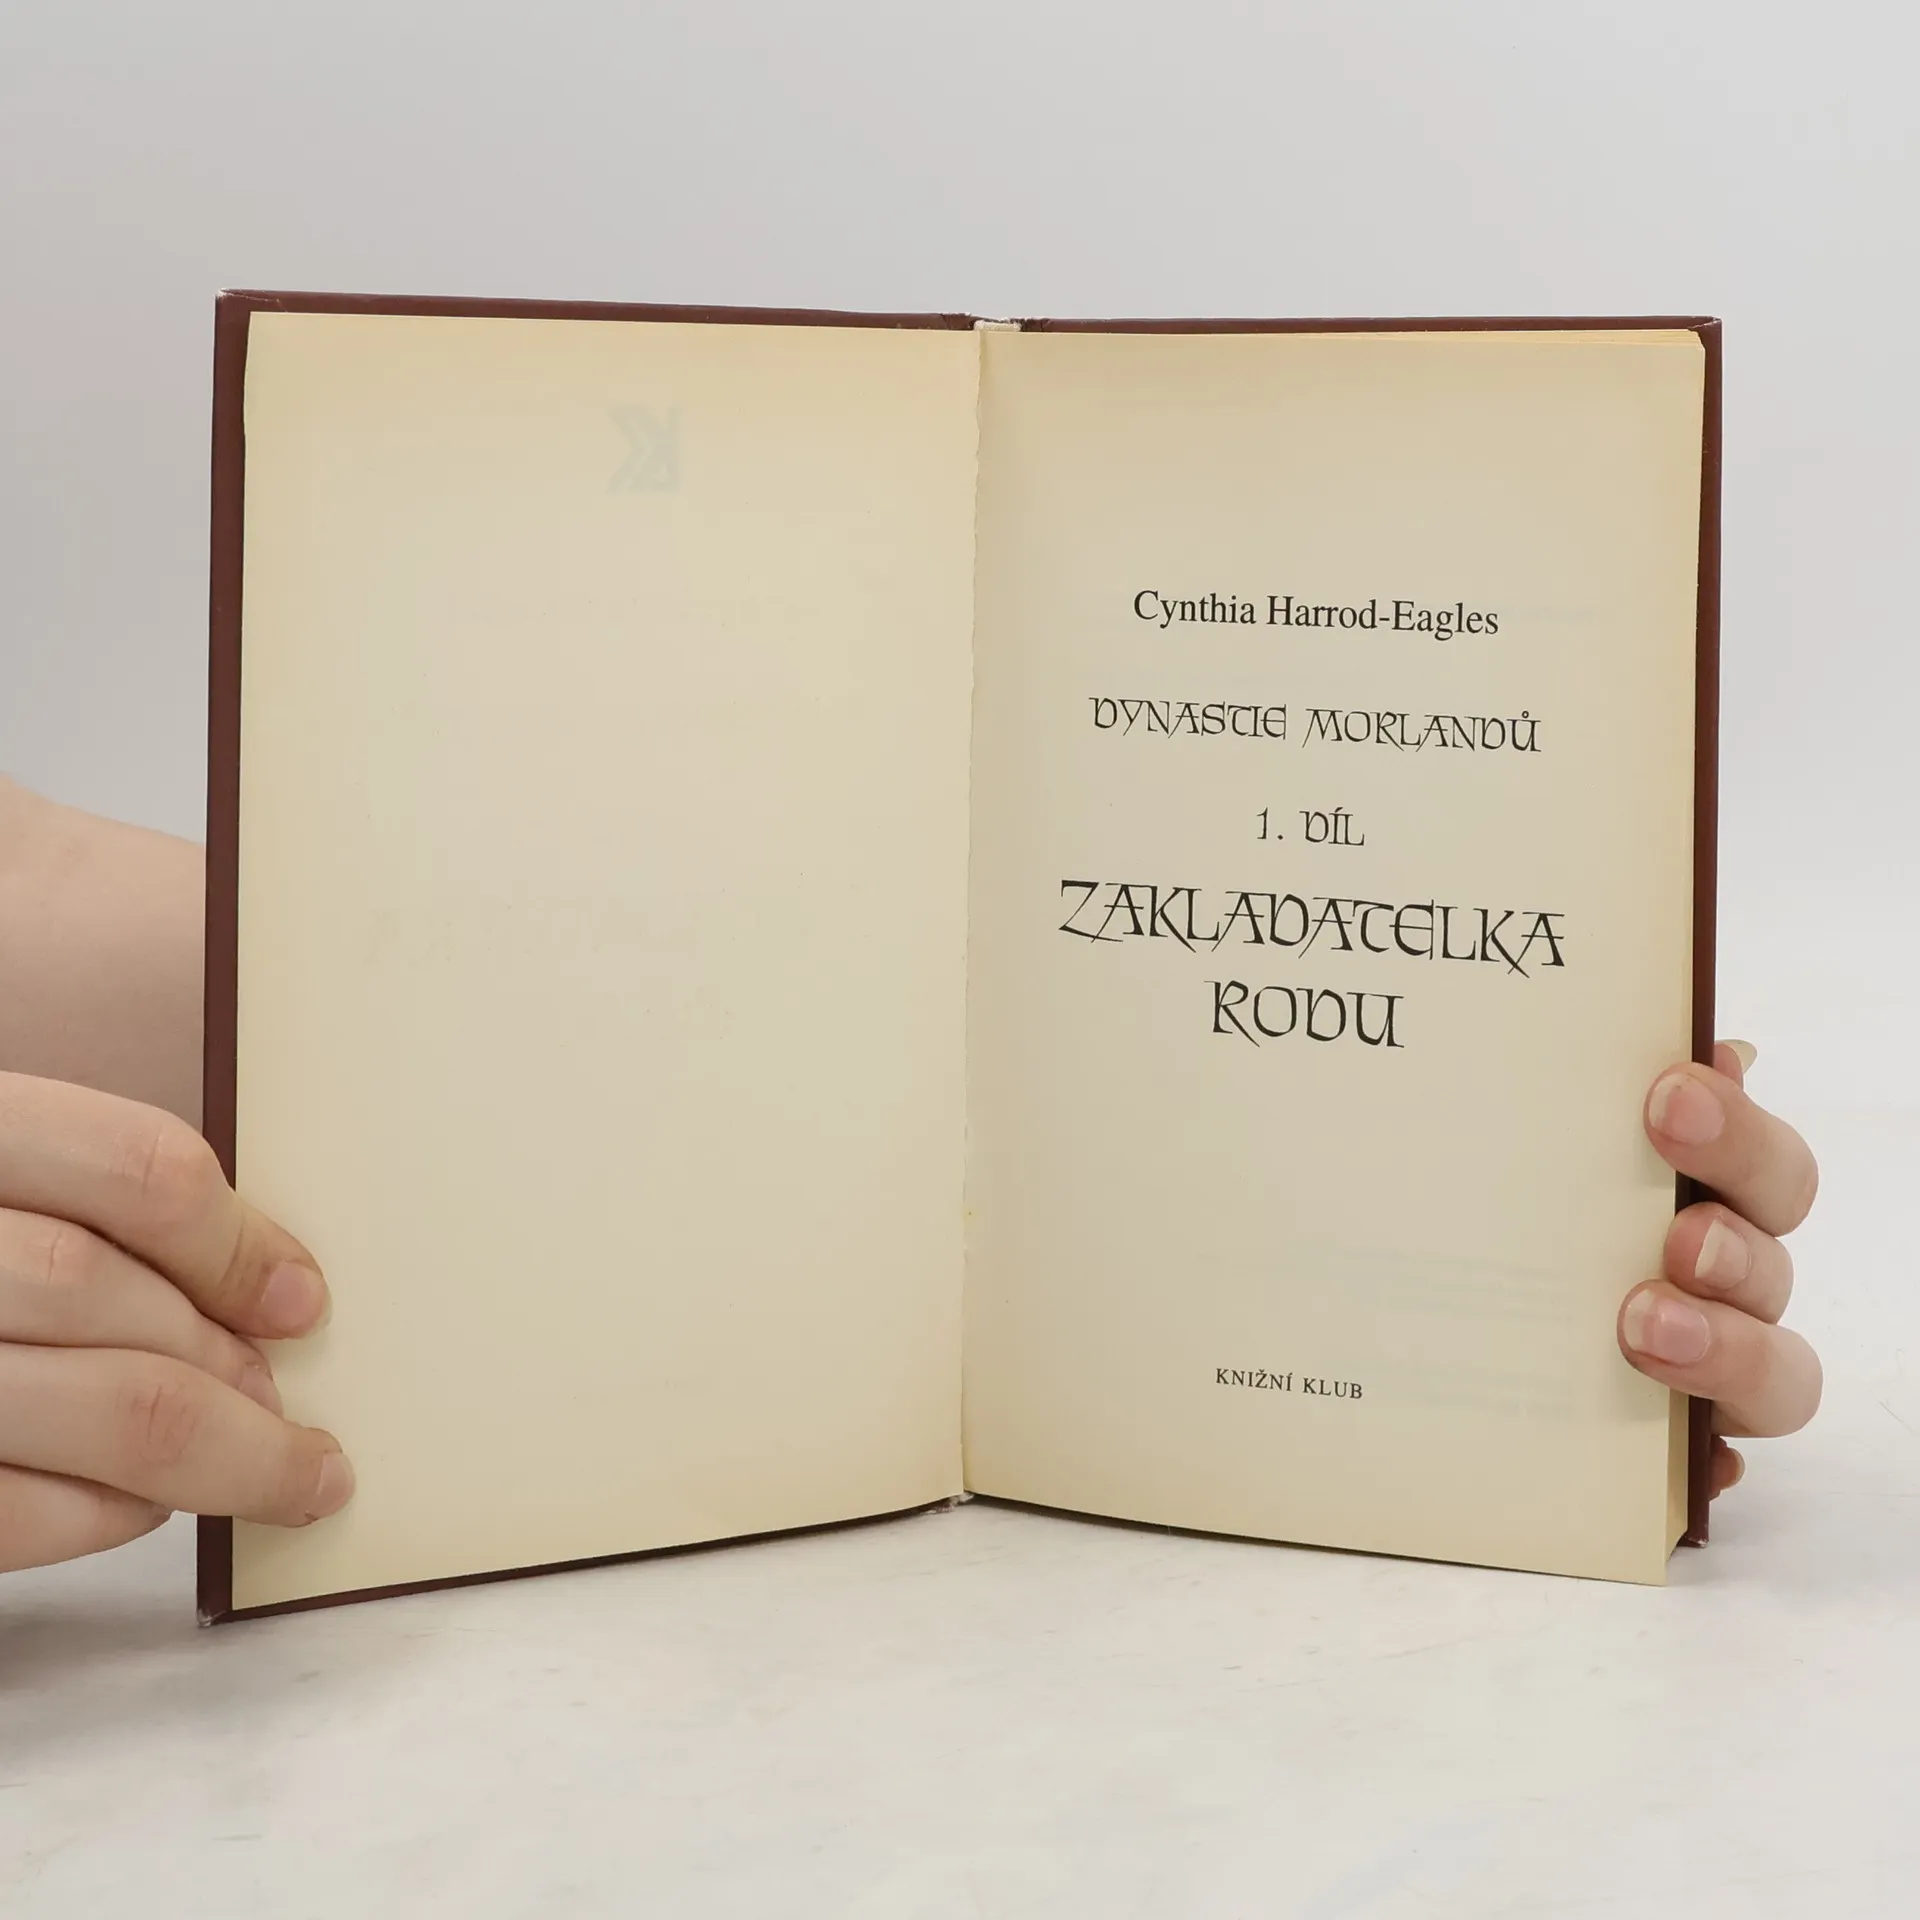 Cynthia Harrod-Eagles
DYNASTIE MORLANDŮ
1. DÍL
ZAKLADATELKA
RODU
KNIŽNÍ KLUB